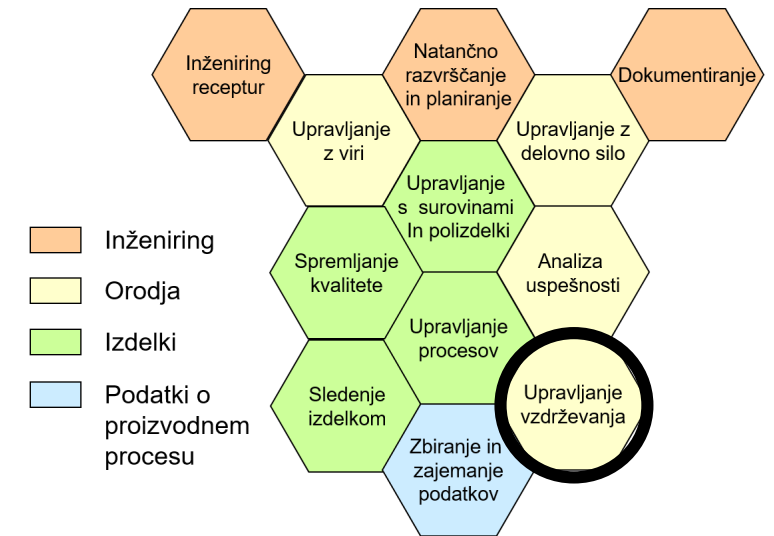 Inženiring
receptur
Natančno
razvrščanje
in planiranje
Dokumentiranje
Upravljanje
z viri
Upravljanje z
delovno silo
Upravljanje
s surovinami
In polizdelki
Spremljanje
kvalitete
Analiza
uspešnosti
Upravljanje
procesov
Sledenje
izdelkom
Upravljanje
vzdrževanja
Zbiranje in
zajemanje
podatkov
Inženiring
Orodja
Izdelki
Podatki o
proizvodnem
procesu